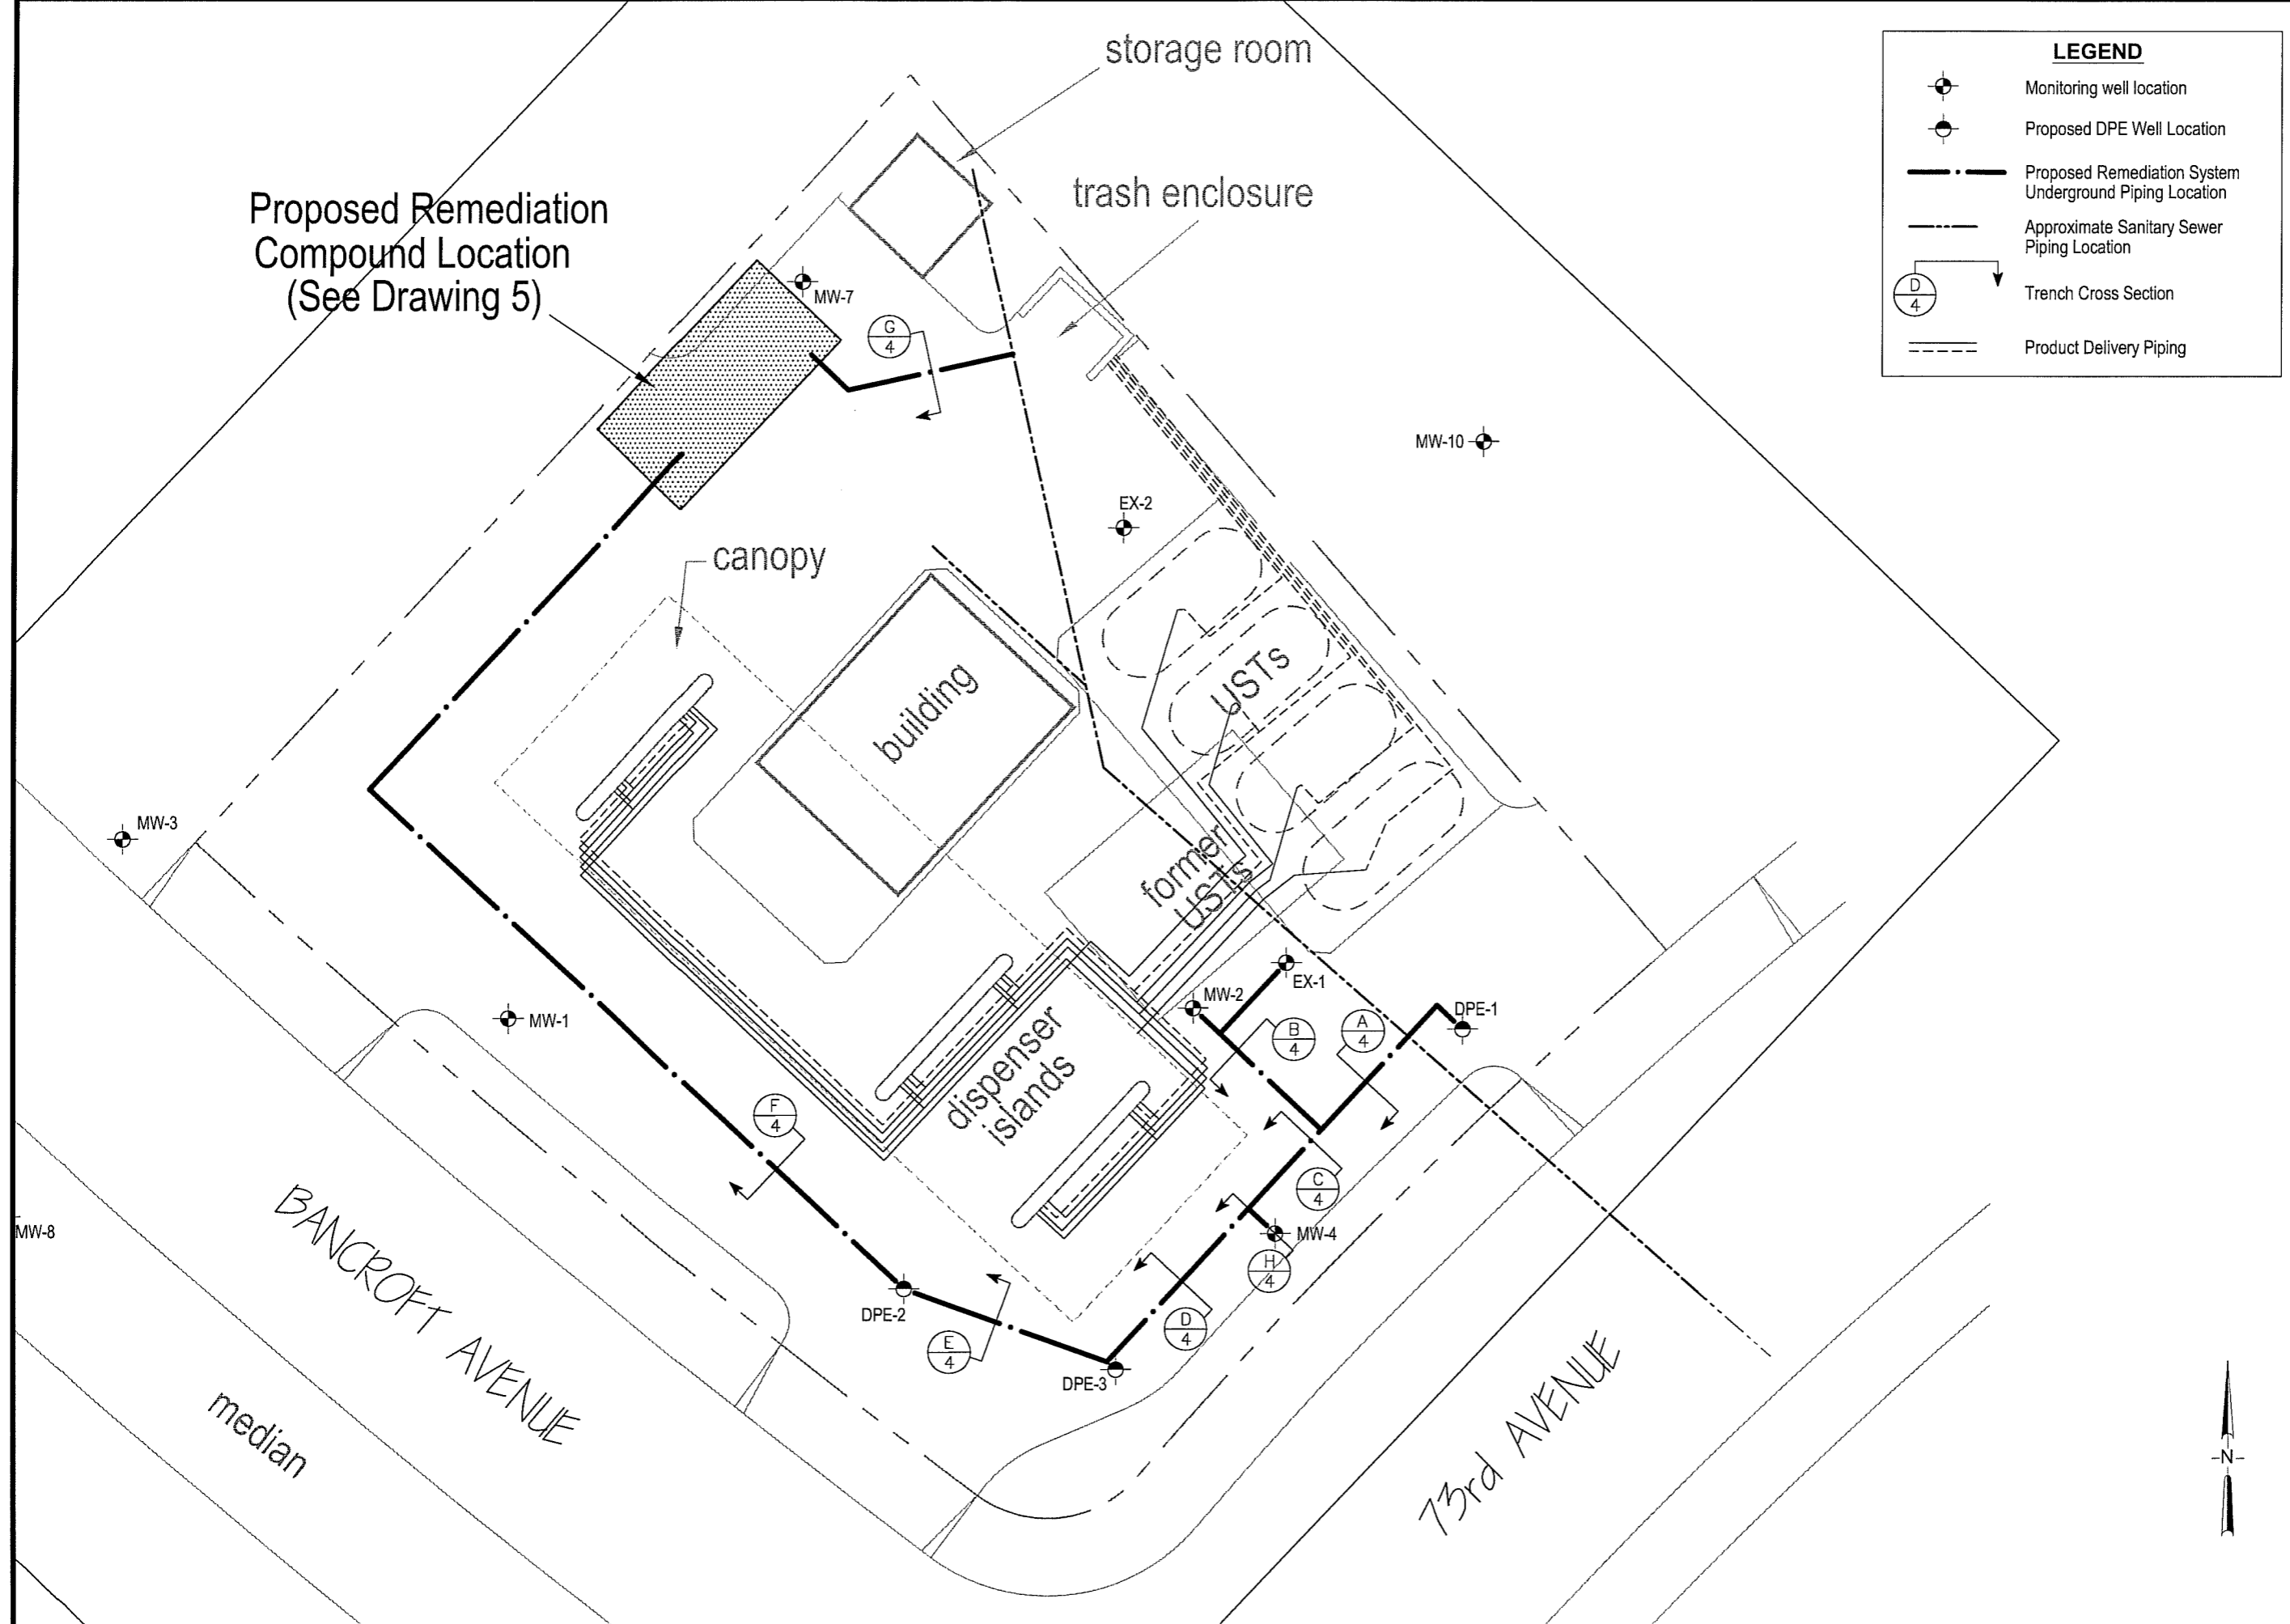 storage room
trash enclosure
Proposed Remediation
Compound Location
(See Drawing 5)
LEGEND
Monitoring well location
Proposed DPE Well Location
Proposed Remediation System
Underground Piping Location
Approximate Sanitary Sewer
Piping Location
D
4
Trench Cross Section
Product Delivery Piping
MW-7
G
4
MW-10
EX-2
canopy
building
USTs
MW-3
former
USTs
EX-1
MW-2
DPE-1
MW-1
B
4
A
4
dispenser
islands
F
4
C
4
MW-8
MW-4
H
4
BANCROFT AVENUE
DPE-2
D
4
E
4
DPE-3
median
73rd AVENUE
N